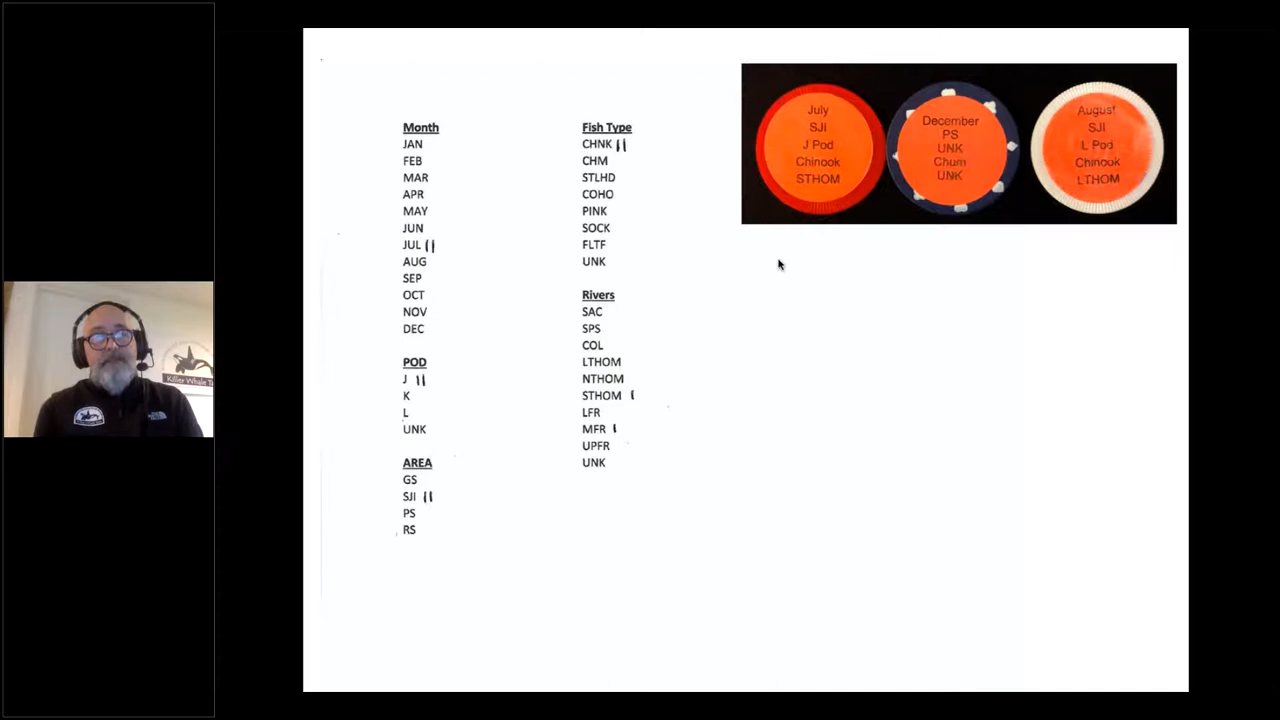 Month
JAN
FEB
MAR
APR
MAY
JUN
JUL ||
AUG
SEP
OCT
NOV
DEC
POD
J ||
K
L
UNK
AREA
GS
SJI ||
PS
RS
Fish Type
CHNK ||
CHM
STLHD
COHO
PINK
SOCK
FLTF
UNK
Rivers
SAC
SPS
COL
LTHOM
NTHOM
STHOM |
LFR
MFR |
UPFR
UNK
July
SJI
J Pod
Chinook
STHOM
December
PS
UNK
Chum
UNK
August
SJI
L Pod
Chinook
LTHOM
Killer Whale